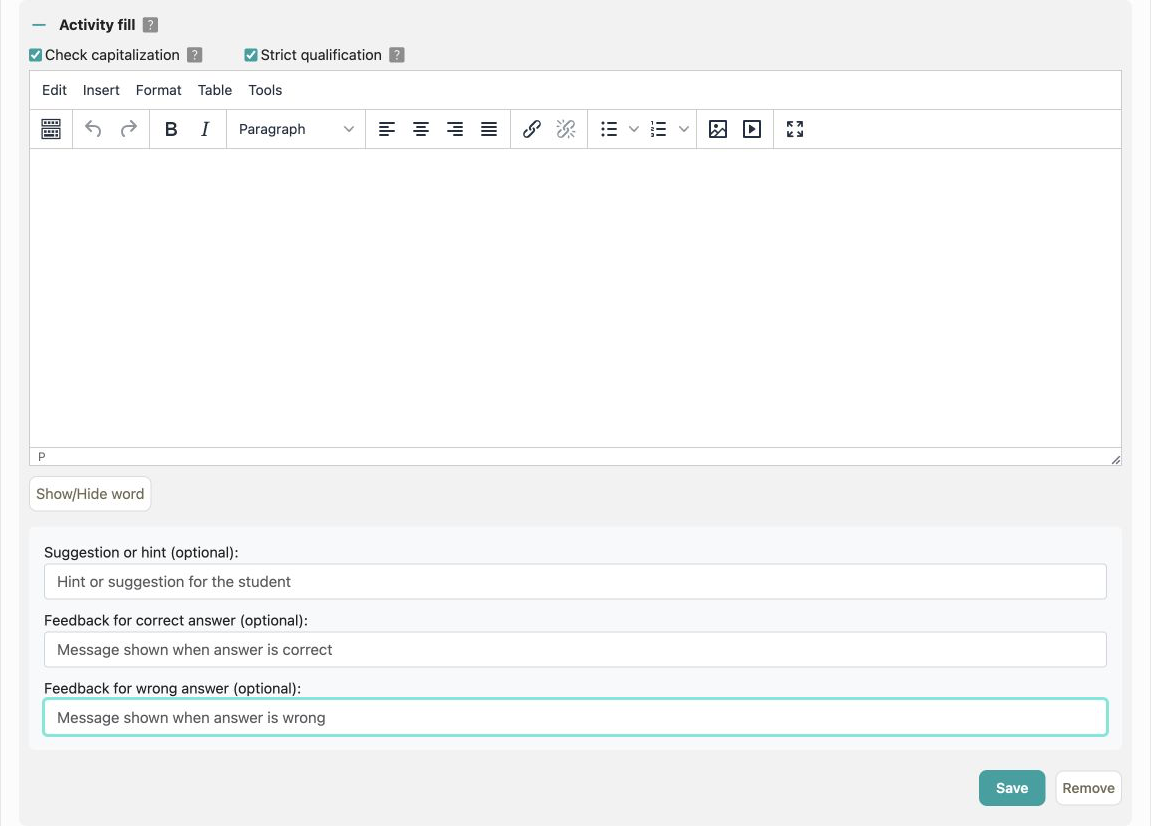 Activity fill ?
Check capitalization ? Strict qualification ?
Edit Insert Format Table Tools
B I Paragraph
P
Show/Hide word
Suggestion or hint (optional):
Hint or suggestion for the student
Feedback for correct answer (optional):
Message shown when answer is correct
Feedback for wrong answer (optional):
Message shown when answer is wrong
Save Remove